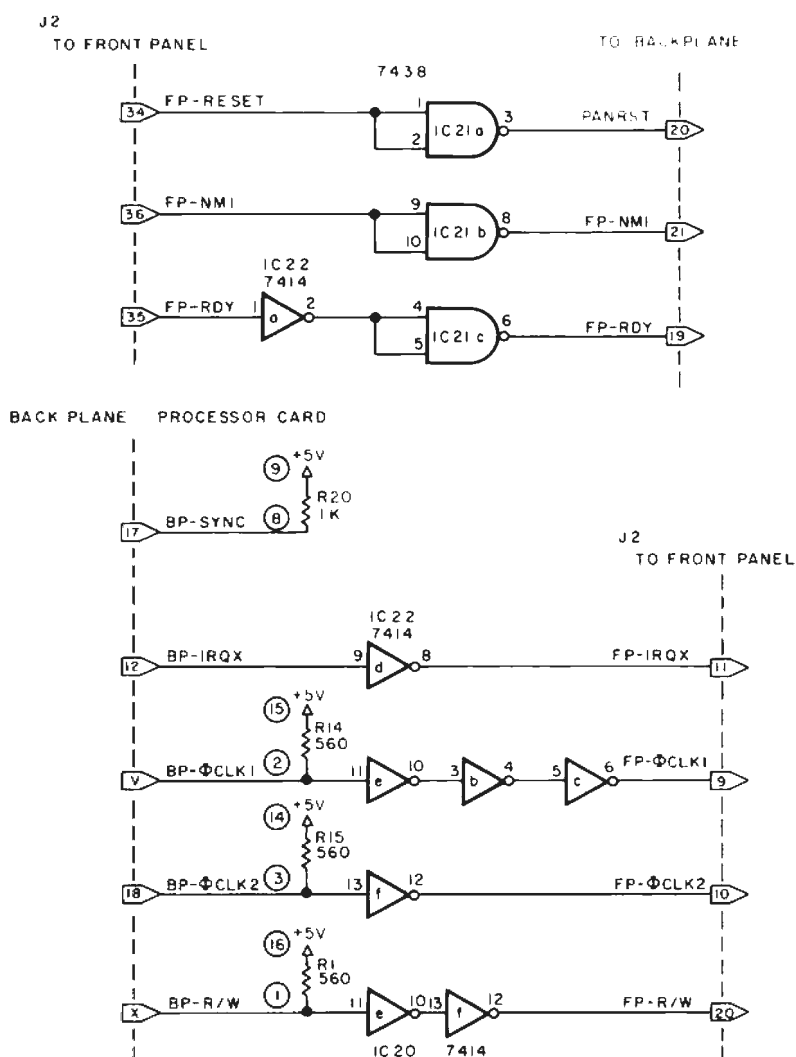 J2
TO FRONT PANEL
TO BACKPLANE
7438
34 FP-RESET 1 2 IC21a 3 PANRST 20
36 FP-NMI 9 10 IC21b 8 FP-NMI 21
IC22
7414
35 FP-RDY 1 a 2 4 5 IC21c 6 FP-RDY 19
BACK PLANE PROCESSOR CARD
9 +5V
R20
1K
8
17 BP-SYNC
J2
TO FRONT PANEL
IC22
7414
12 BP-IRQX 9 d 8 FP-IRQX 11
15 +5V
R14
560
2
V BP-ΦCLK1 11 e 10 3 b 4 5 c 6 FP-ΦCLK1 9
14 +5V
R15
560
3
18 BP-ΦCLK2 13 f 12 FP-ΦCLK2 10
16 +5V
R1
560
1
X BP-R/W 11 e 10 13 f 12 FP-R/W 20
IC20 7414